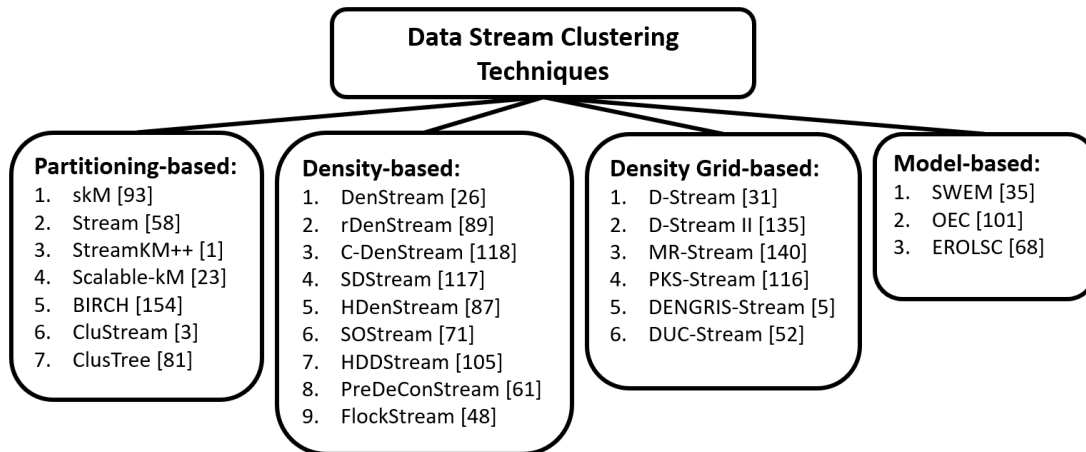 Data Stream Clustering
Techniques
Partitioning-based:
1. skM [93]
2. Stream [58]
3. StreamKM++ [1]
4. Scalable-kM [23]
5. BIRCH [154]
6. CluStream [3]
7. ClusTree [81]
Density-based:
1. DenStream [26]
2. rDenStream [89]
3. C-DenStream [118]
4. SDStream [117]
5. HDenStream [87]
6. SOStream [71]
7. HDDStream [105]
8. PreDeConStream [61]
9. FlockStream [48]
Density Grid-based:
1. D-Stream [31]
2. D-Stream II [135]
3. MR-Stream [140]
4. PKS-Stream [116]
5. DENGRIS-Stream [5]
6. DUC-Stream [52]
Model-based:
1. SWEM [35]
2. OEC [101]
3. EROLSC [68]